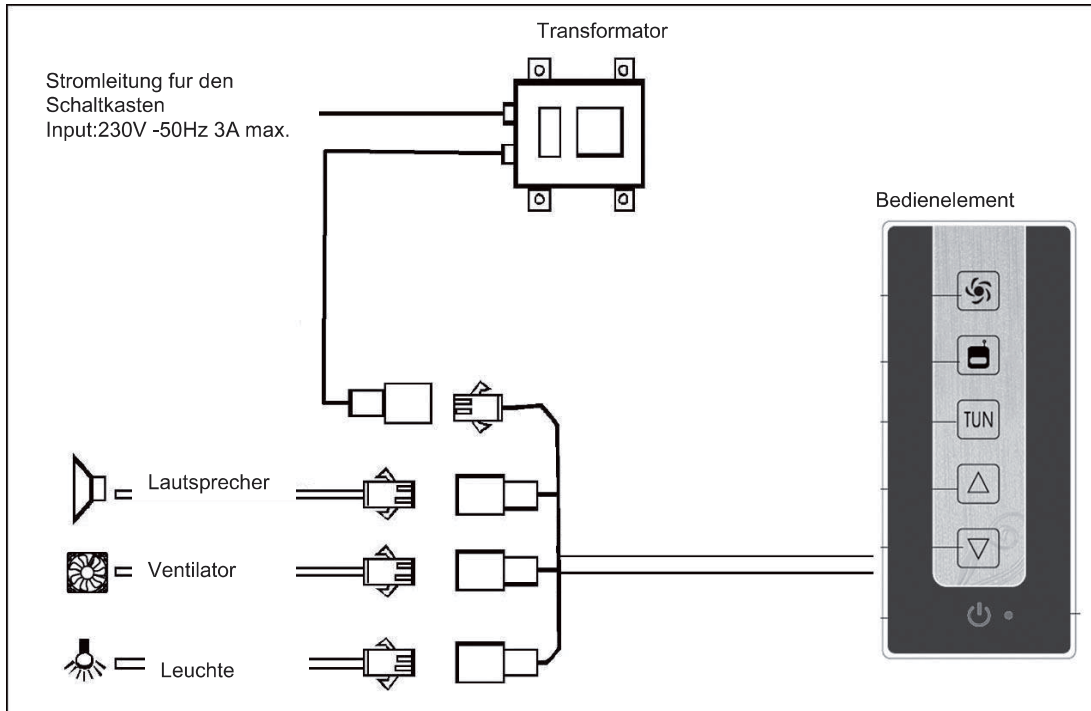 Transformator
Stromleitung fur den
Schaltkasten
Input:230V -50Hz 3A max.
Bedienelement
TUN
Lautsprecher
Ventilator
Leuchte